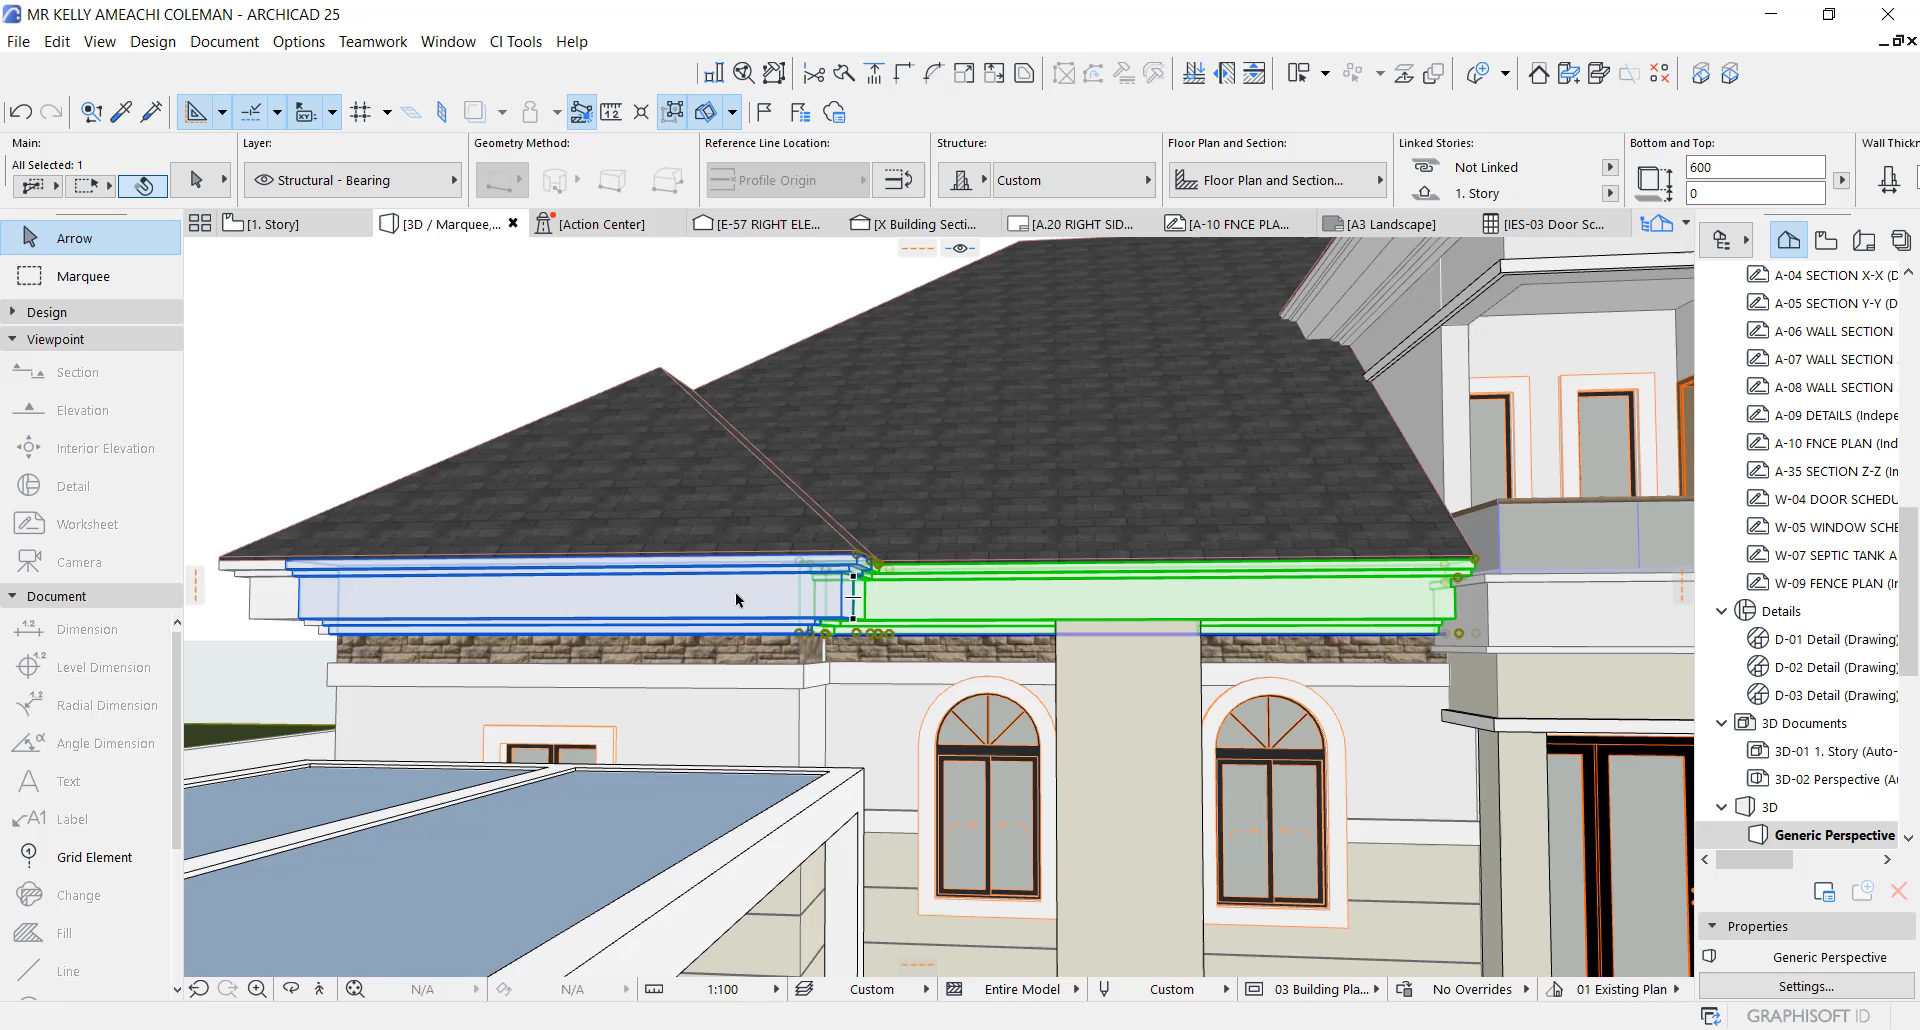 MR KELLY AMEACHI COLEMAN - ARCHICAD 25
File Edit View Design Document Options Teamwork Window CI Tools Help
Main:
All Selected: 1
Layer:
Structural - Bearing
Geometry Method:
Reference Line Location:
Profile Origin
Structure:
Custom
Floor Plan and Section:
Floor Plan and Section...
Linked Stories:
Not Linked
1. Story
Bottom and Top:
600
0
Wall Thickn
[1. Story]
[3D / Marquee,...
[Action Center]
[E-57 RIGHT ELE...
[X Building Secti...
[A.20 RIGHT SID...
[A-10 FNCE PLA...
[A3 Landscape]
[IES-03 Door Sc...
Arrow
Marquee
Design
Viewpoint
Section
Elevation
Interior Elevation
Detail
Worksheet
Camera
Document
Dimension
Level Dimension
Radial Dimension
Angle Dimension
Text
Label
Grid Element
Change
Fill
Line
A-04 SECTION X-X (D
A-05 SECTION Y-Y (D
A-06 WALL SECTION
A-07 WALL SECTION
A-08 WALL SECTION
A-09 DETAILS (Indepe
A-10 FNCE PLAN (Ind
A-35 SECTION Z-Z (In
W-04 DOOR SCHEDU
W-05 WINDOW SCHE
W-07 SEPTIC TANK A
W-09 FENCE PLAN (In
Details
D-01 Detail (Drawing)
D-02 Detail (Drawing)
D-03 Detail (Drawing)
3D Documents
3D-01 1. Story (Auto-
3D-02 Perspective (Au
3D
Generic Perspective
Properties
Generic Perspective
Settings...
N/A
N/A
1:100
Custom
Entire Model
Custom
03 Building Pla...
No Overrides
01 Existing Plan
GRAPHISOFT ID